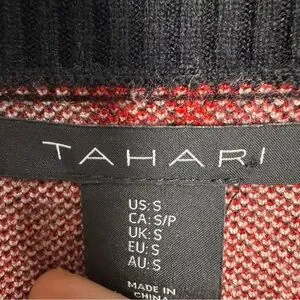 TAHARI
US: S
CA: S/P
UK: S
EU: S
AU: S
MADE IN
CHINA